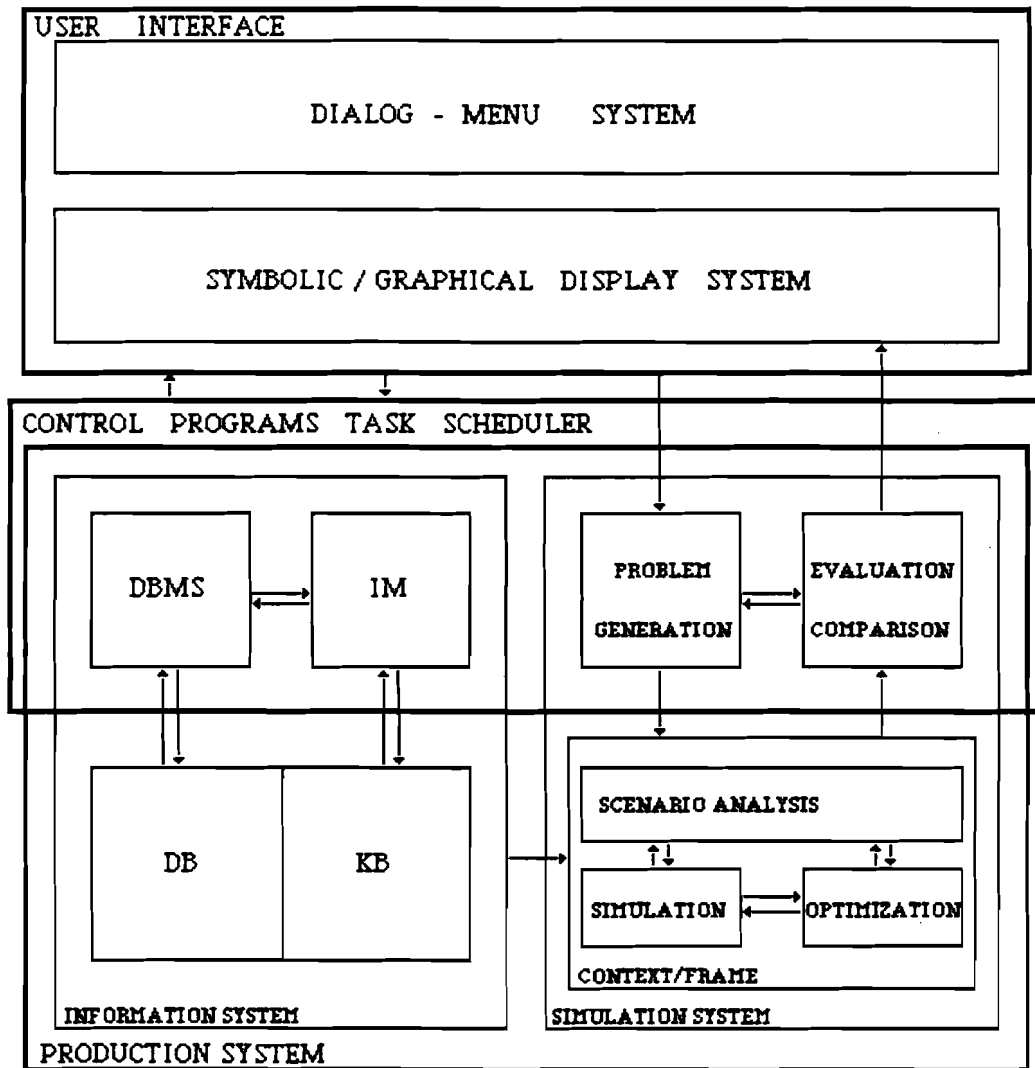 USER INTERFACE
DIALOG - MENU SYSTEM
SYMBOLIC / GRAPHICAL DISPLAY SYSTEM
CONTROL PROGRAMS TASK SCHEDULER
DBMS
IM
PROBLEM
GENERATION
EVALUATION
COMPARISON
DB
KB
SCENARIO ANALYSIS
SIMULATION
OPTIMIZATION
CONTEXT/FRAME
INFORMATION SYSTEM
SIMULATION SYSTEM
PRODUCTION SYSTEM